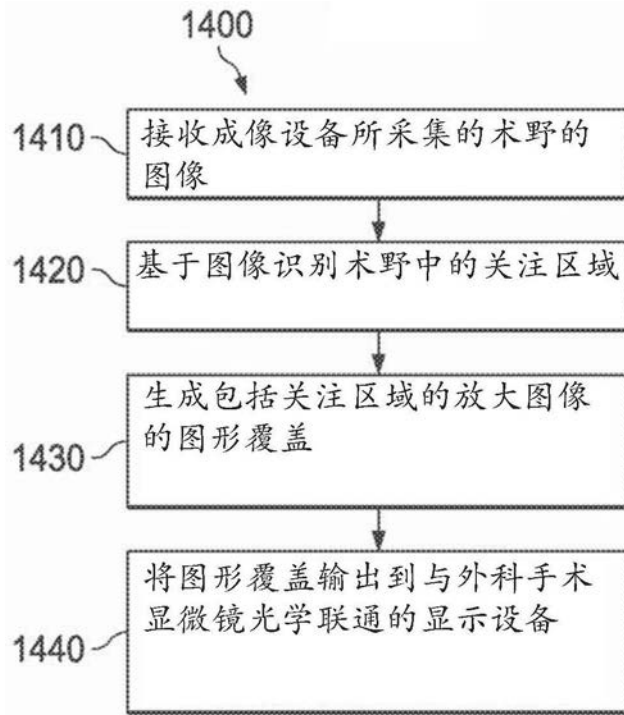 1400
1410
接收成像设备所采集的术野的
图像
1420
基于图像识别术野中的关注区域
1430
生成包括关注区域的放大图像
的图形覆盖
1440
将图形覆盖输出到与外科手术
显微镜光学联通的显示设备